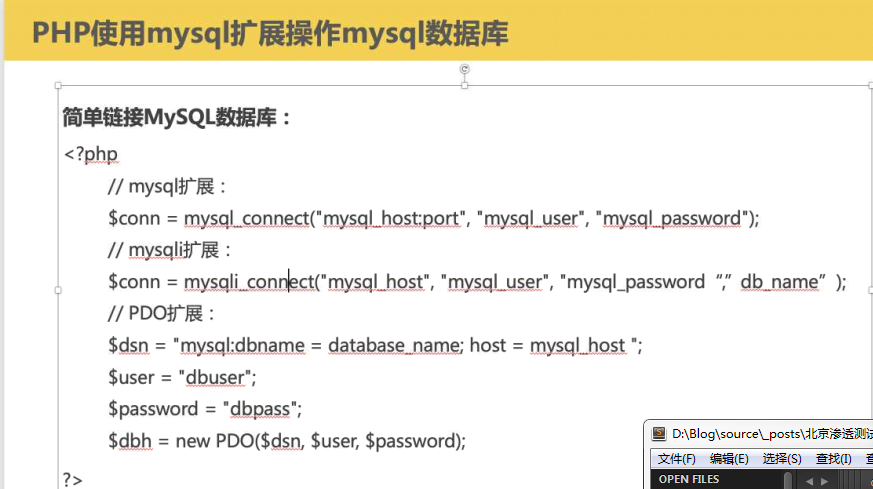 PHP使用mysql扩展操作mysql数据库
简单链接MySQL数据库：
<?php
// mysql扩展：
$conn = mysql_connect("mysql_host:port", "mysql_user", "mysql_password");
// mysqli扩展：
$conn = mysqli_connect("mysql_host", "mysql_user", "mysql_password “,” db_name” );
// PDO扩展：
$dsn = "mysql:dbname = database_name; host = mysql_host ";
$user = "dbuser";
$password = "dbpass";
$dbh = new PDO($dsn, $user, $password);
?>
D:\Blog\source\_posts\北京渗透测试
文件(F) 编辑(E) 选择(S) 查找(I)
OPEN FILES